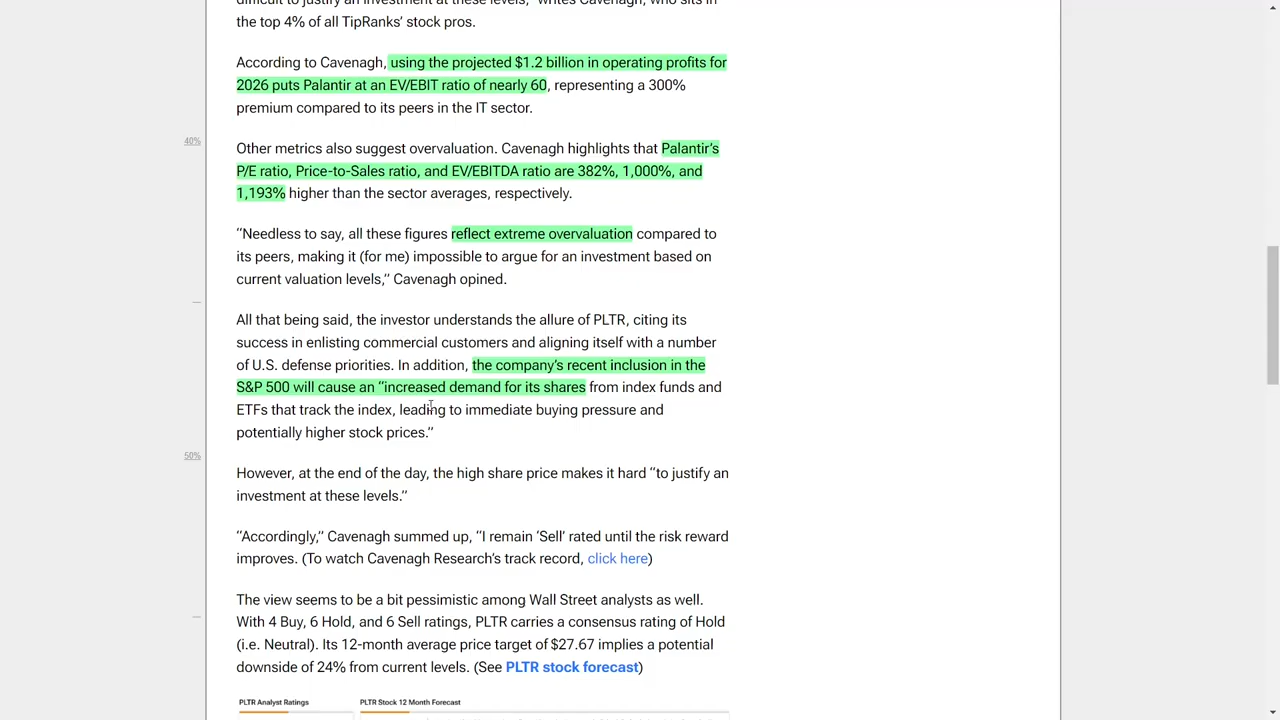 difficult to justify an investment at these levels,” writes Cavenagh, who sits in
the top 4% of all TipRanks’ stock pros.
According to Cavenagh, using the projected $1.2 billion in operating profits for
2026 puts Palantir at an EV/EBIT ratio of nearly 60, representing a 300%
premium compared to its peers in the IT sector.
40%
Other metrics also suggest overvaluation. Cavenagh highlights that Palantir’s
P/E ratio, Price-to-Sales ratio, and EV/EBITDA ratio are 382%, 1,000%, and
1,193% higher than the sector averages, respectively.
“Needless to say, all these figures reflect extreme overvaluation compared to
its peers, making it (for me) impossible to argue for an investment based on
current valuation levels,” Cavenagh opined.
All that being said, the investor understands the allure of PLTR, citing its
success in enlisting commercial customers and aligning itself with a number
of U.S. defense priorities. In addition, the company’s recent inclusion in the
S&P 500 will cause an “increased demand for its shares from index funds and
ETFs that track the index, leading to immediate buying pressure and
potentially higher stock prices.”
50%
However, at the end of the day, the high share price makes it hard “to justify an
investment at these levels.”
“Accordingly,” Cavenagh summed up, “I remain ‘Sell’ rated until the risk reward
improves. (To watch Cavenagh Research’s track record, click here)
The view seems to be a bit pessimistic among Wall Street analysts as well.
With 4 Buy, 6 Hold, and 6 Sell ratings, PLTR carries a consensus rating of Hold
(i.e. Neutral). Its 12-month average price target of $27.67 implies a potential
downside of 24% from current levels. (See PLTR stock forecast)
PLTR Analyst Ratings
PLTR Stock 12 Month Forecast